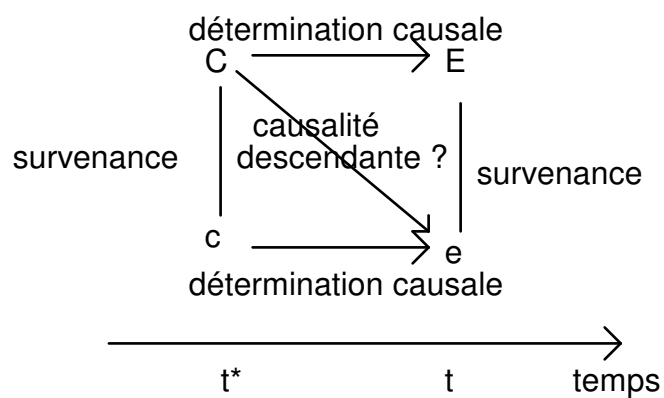 détermination causale
C E
causalité
survenance descendante ?
survenance
c e
détermination causale
t* t temps